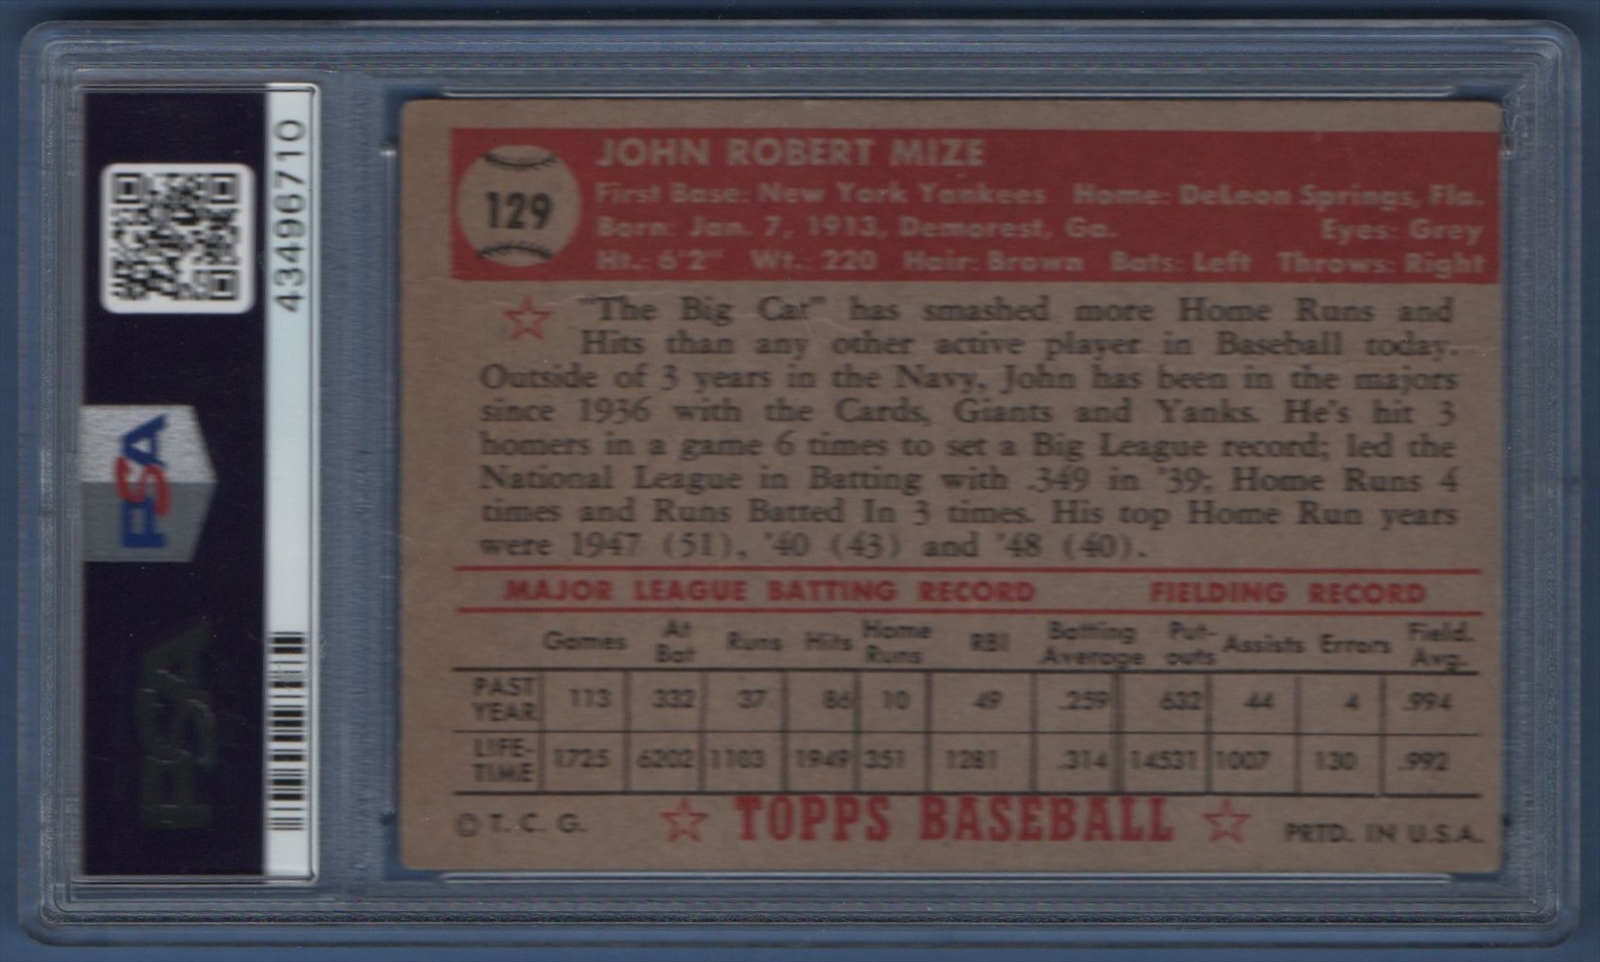 43496710
PSA
PSA
129
JOHN ROBERT MIZE
First Base: New York Yankees Home: DeLeon Springs, Fla.
Born: Jan. 7, 1913, Demorest, Ga. Eyes: Grey
Ht.: 6'2" Wt.: 220 Hair: Brown Bats: Left Throws: Right
"The Big Cat" has smashed more Home Runs and
Hits than any other active player in Baseball today.
Outside of 3 years in the Navy, John has been in the majors
since 1936 with the Cards, Giants and Yanks. He's hit 3
homers in a game 6 times to set a Big League record; led the
National League in Batting with .349 in '39; Home Runs 4
times and Runs Batted In 3 times. His top Home Run years
were 1947 (51), '40 (43) and '48 (40).
MAJOR LEAGUE BATTING RECORD FIELDING RECORD
Games At Bat Runs Hits Home Runs RBI Batting Average Put-outs Assists Errors Field. Avg.
PAST YEAR 113 332 37 86 10 49 .259 632 44 4 .994
LIFE-TIME 1725 6202 1103 1949 351 1281 .314 14531 1007 130 .992
© T. C. G. TOPPS BASEBALL PRTD. IN U.S.A.